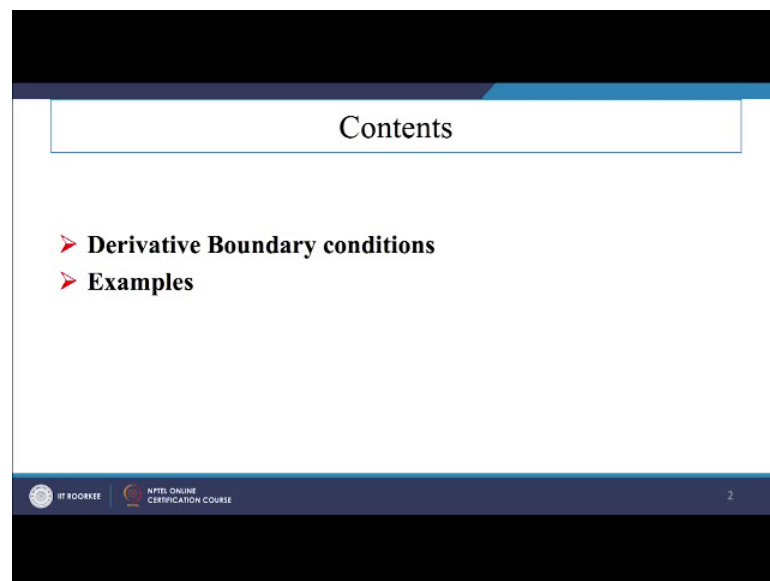 Contents
Derivative Boundary conditions
Examples
IIT ROORKEE
NPTEL ONLINE
CERTIFICATION COURSE
2